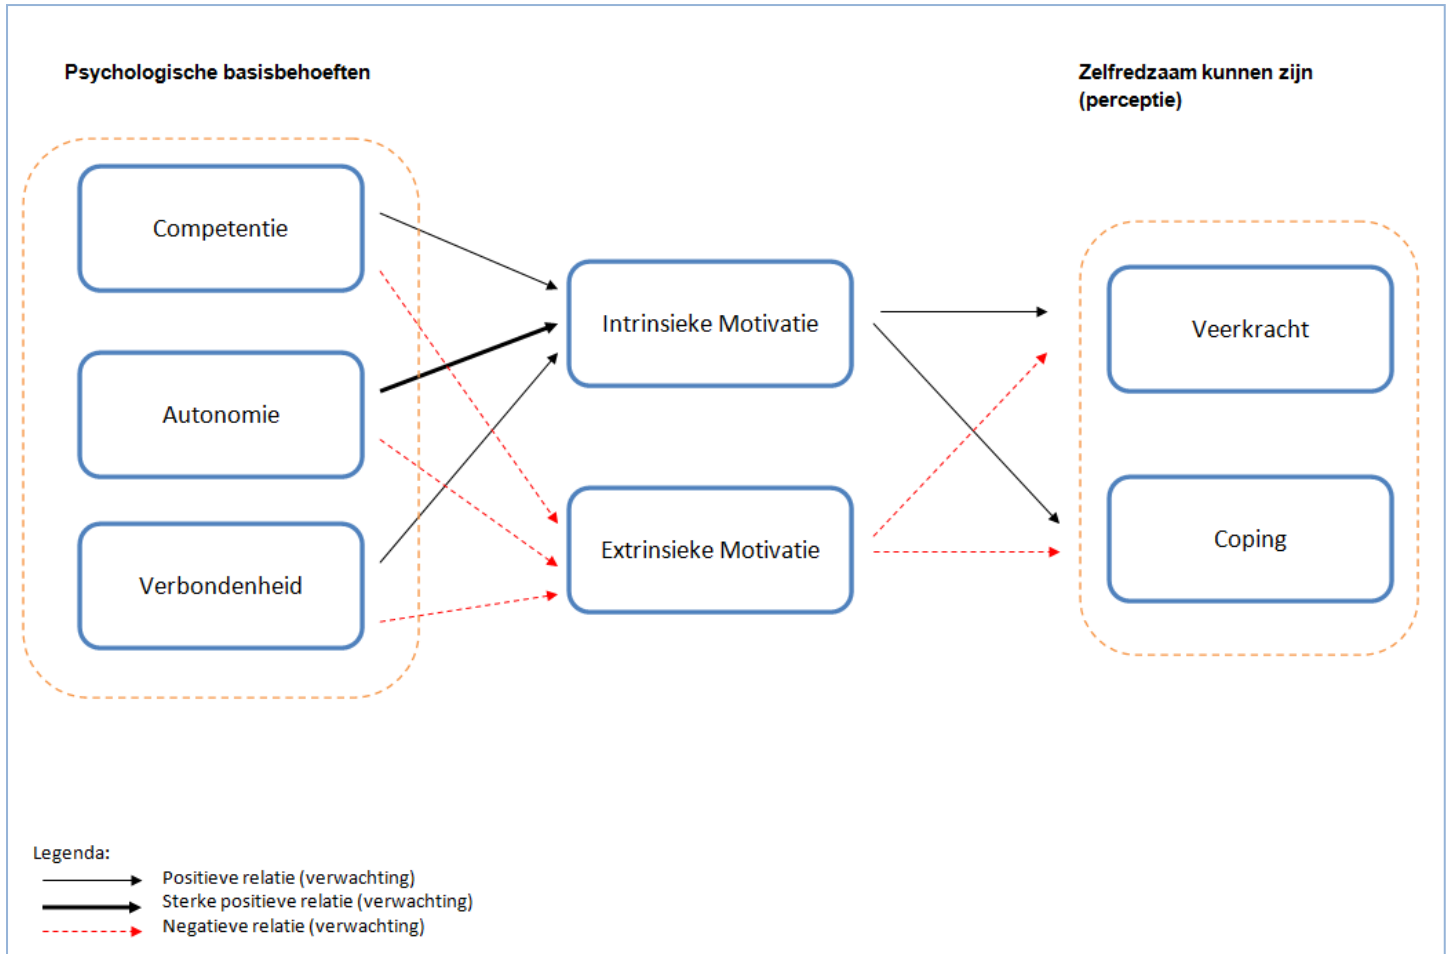 Psychologische basisbehoeften
Zelfredzaam kunnen zijn
(perceptie)
Competentie
Autonomie
Verbondenheid
Intrinsieke Motivatie
Extrinsieke Motivatie
Veerkracht
Coping
Legenda:
Positieve relatie (verwachting)
Sterke positieve relatie (verwachting)
Negatieve relatie (verwachting)